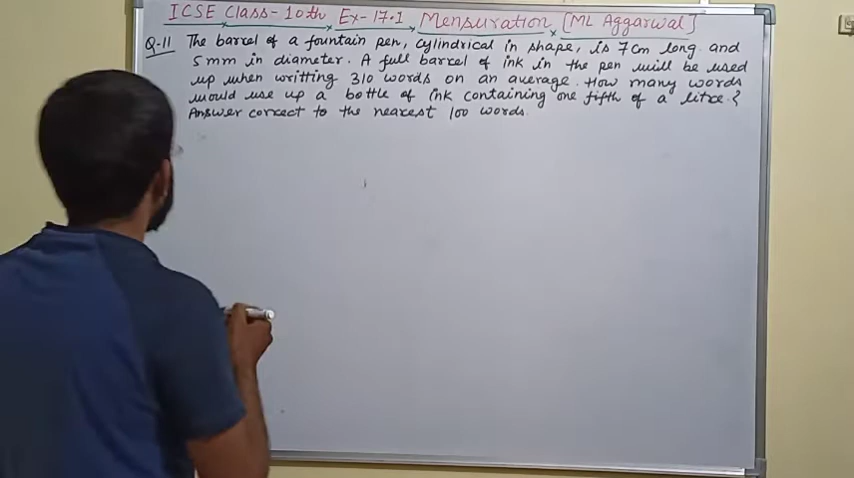 ICSE Class-10th Ex-17.1 Mensuration [ML Aggarwal]
Q-11 The barrel of a fountain pen, cylindrical in shape, is 7cm long and
5mm in diameter. A full barrel of ink in the pen will be used
up when writting 310 words on an average. How many words
would use up a bottle of ink containing one fifth of a litre?
Answer correct to the nearest 100 words.